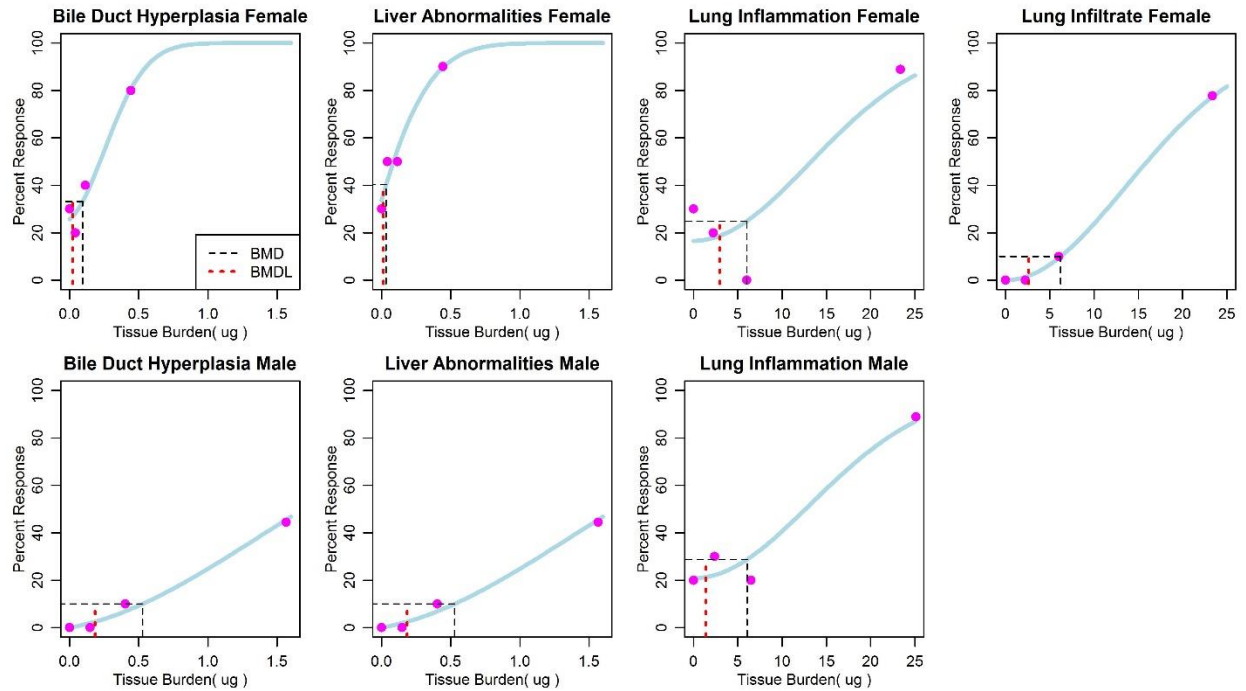 Bile Duct Hyperplasia Female
Percent Response
100
80
60
40
20
0
BMD
BMDL
0.0 0.5 1.0 1.5
Tissue Burden( ug )
Liver Abnormalities Female
Percent Response
100
80
60
40
20
0
0.0 0.5 1.0 1.5
Tissue Burden( ug )
Lung Inflammation Female
Percent Response
100
80
60
40
20
0
0 5 10 15 20 25
Tissue Burden( ug )
Lung Infiltrate Female
Percent Response
100
80
60
40
20
0
0 5 10 15 20 25
Tissue Burden( ug )
Bile Duct Hyperplasia Male
Percent Response
100
80
60
40
20
0
0.0 0.5 1.0 1.5
Tissue Burden( ug )
Liver Abnormalities Male
Percent Response
100
80
60
40
20
0
0.0 0.5 1.0 1.5
Tissue Burden( ug )
Lung Inflammation Male
Percent Response
100
80
60
40
20
0
0 5 10 15 20 25
Tissue Burden( ug )